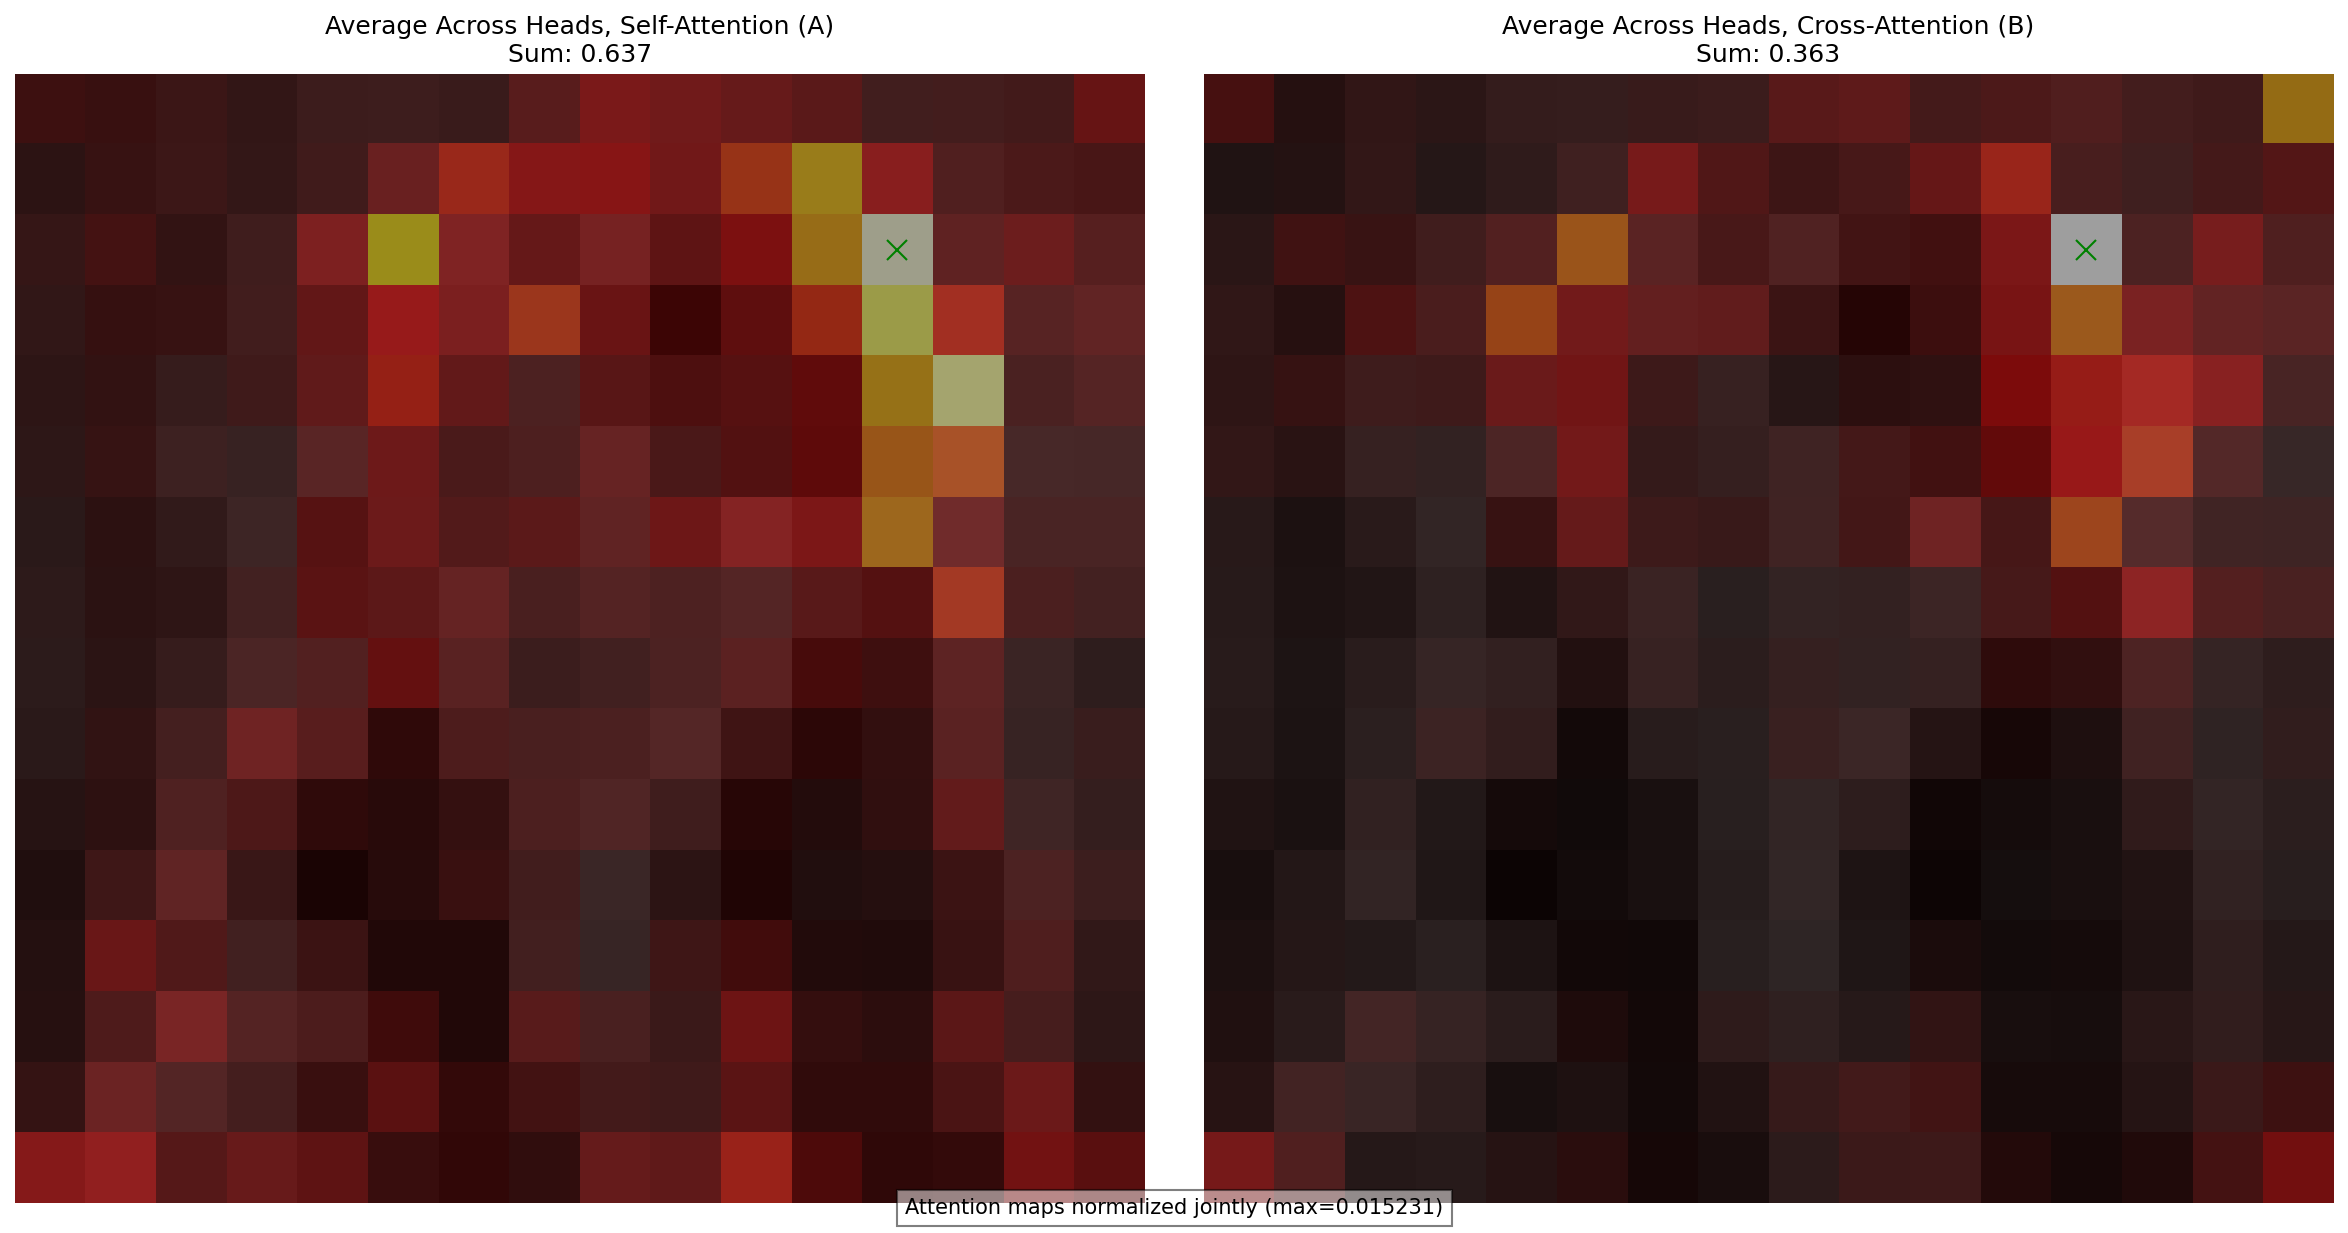 Average Across Heads, Self-Attention (A)
Sum: 0.637
Average Across Heads, Cross-Attention (B)
Sum: 0.363
Attention maps normalized jointly (max=0.015231)